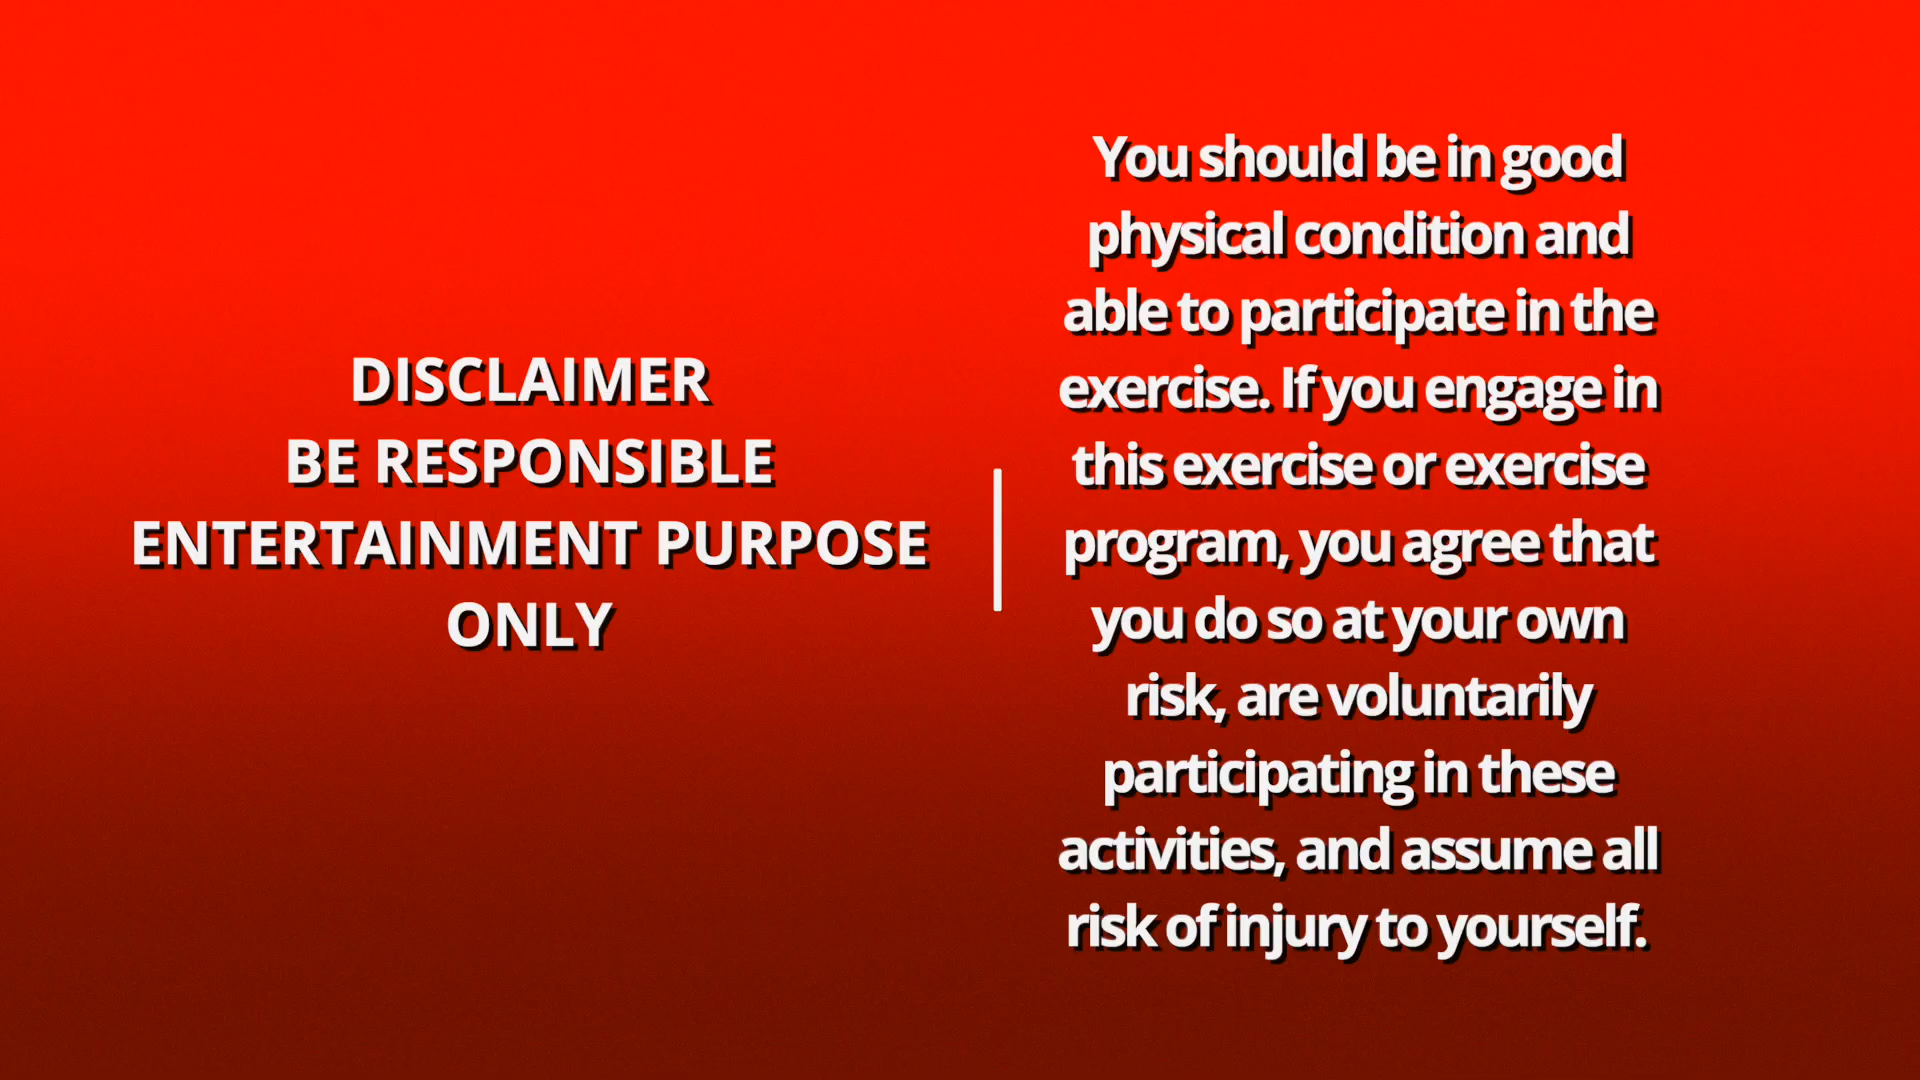 DISCLAIMER
BE RESPONSIBLE
ENTERTAINMENT PURPOSE
ONLY
You should be in good
physical condition and
able to participate in the
exercise. If you engage in
this exercise or exercise
program, you agree that
you do so at your own
risk, are voluntarily
participating in these
activities, and assume all
risk of injury to yourself.